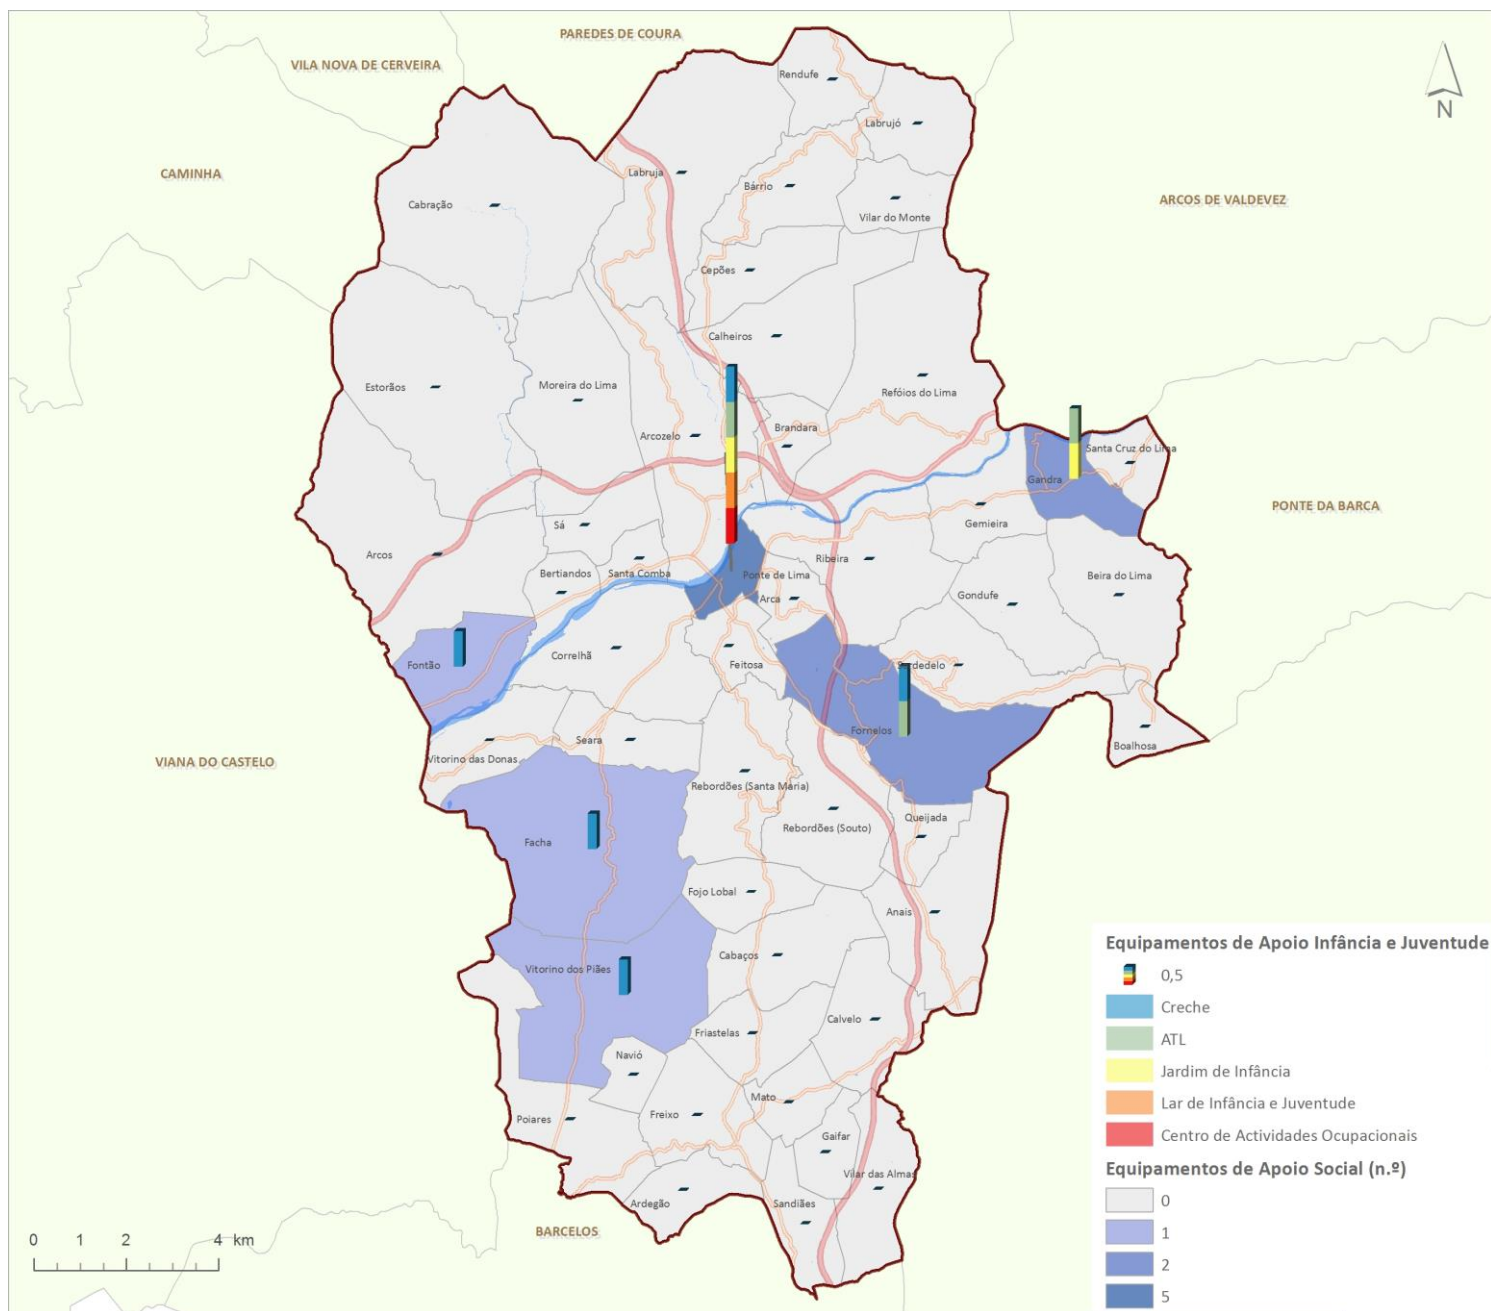 PAREDES DE COURA
VILA NOVA DE CERVEIRA
Rendufe
N
Labrujó
CAMINHA
Labruja
Bárrio
ARCOS DE VALDEVEZ
Cabração
Vilar do Monte
Cepões
Calheiros
Estorãos
Moreira do Lima
Refóios do Lima
Arcozelo
Brandara
Santa Cruz do Lima
Gandra
PONTE DA BARCA
Sá
Gemieira
Arcos
Bertiandos
Santa Comba
Ribeira
Ponte de Lima
Beira do Lima
Arca
Gondufe
Fontão
Correlhã
Feitosa
Fornelos
Seara
Boalhosa
Vitorino das Donas
VIANA DO CASTELO
Rebordões (Santa Maria)
Rebordões (Souto)
Queijada
Facha
Fojo Lobal
Anais
Cabaços
Vitorino dos Piães
Calvelo
Friastelas
Navió
Mato
Poiares
Freixo
Gaifar
Vilar das Almas
Ardegão
Sandiães
BARCELOS
0 1 2 4 km
Equipamentos de Apoio Infância e Juventude
0,5
Creche
ATL
Jardim de Infância
Lar de Infância e Juventude
Centro de Actividades Ocupacionais
Equipamentos de Apoio Social (n.º)
0
1
2
5